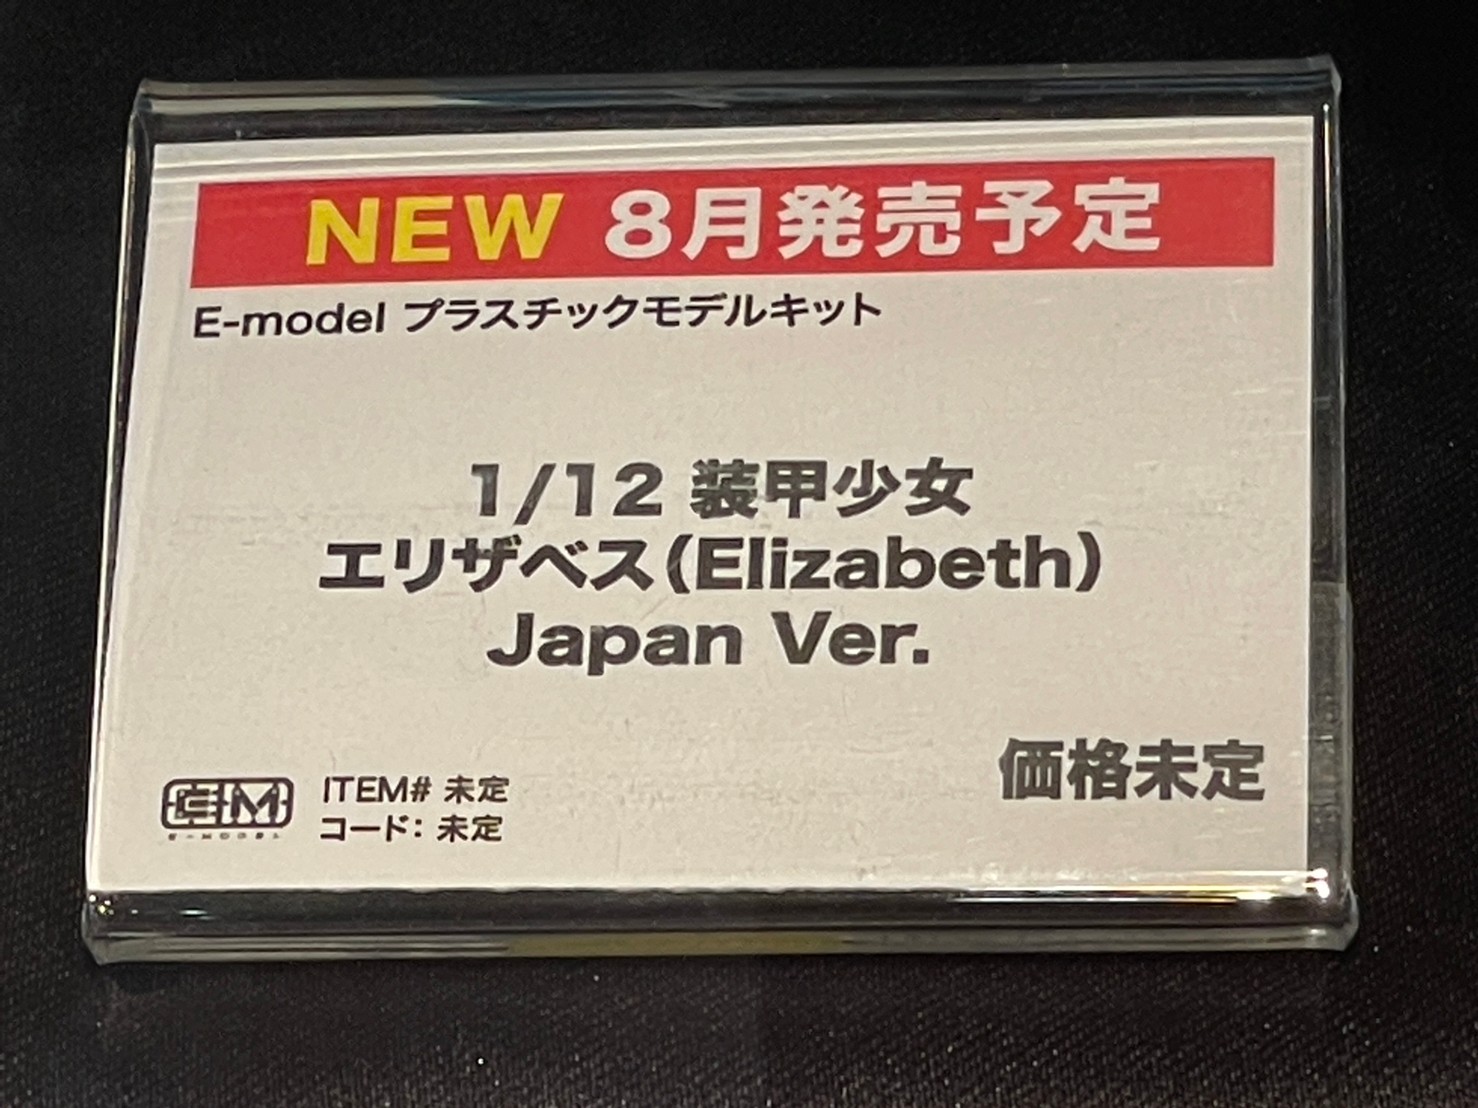 NEW 8月発売予定
E-model プラスチックモデルキット
1/12 装甲少女
エリザベス(Elizabeth)
Japan Ver.
価格未定
EM
E-MODEL
ITEM# 未定
コード: 未定